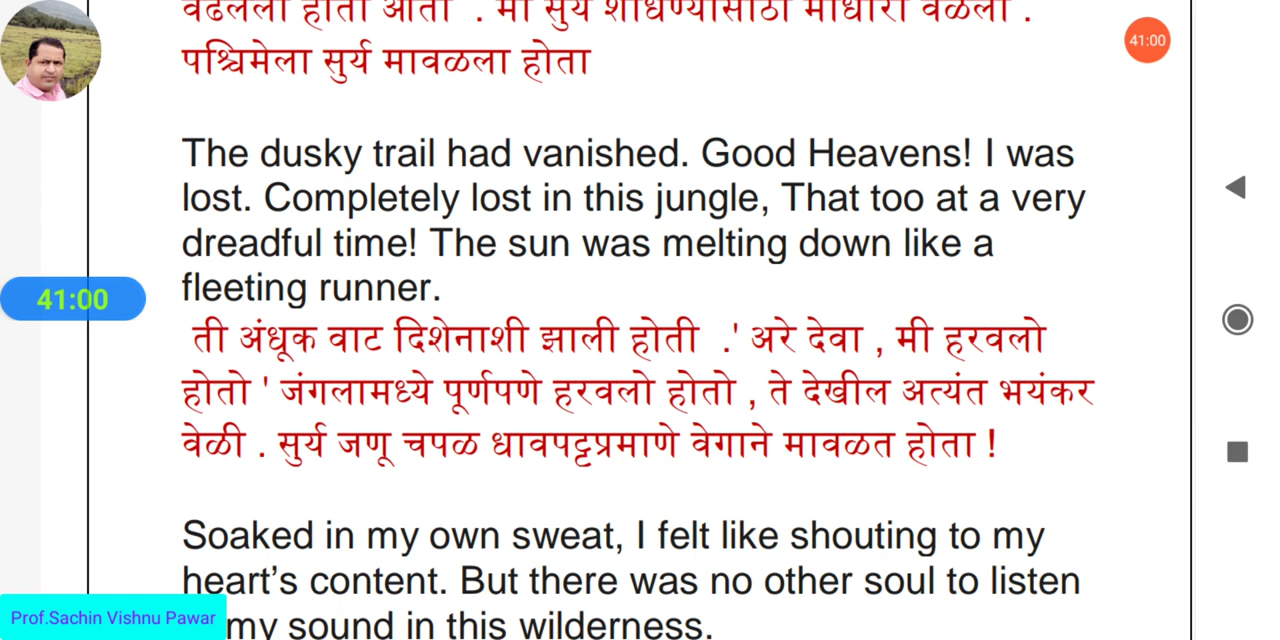 वढलेला होता आता . मी सुर्य शोधण्यासाठी माघारी वळलो .
पश्चिमेला सुर्य मावळला होता
41:00
The dusky trail had vanished. Good Heavens! I was
lost. Completely lost in this jungle, That too at a very
dreadful time! The sun was melting down like a
fleeting runner.
41:00
ती अंधूक वाट दिशेनाशी झाली होती .' अरे देवा , मी हरवलो
होतो ' जंगलामध्ये पूर्णपणे हरवलो होतो , ते देखील अत्यंत भयंकर
वेळी . सुर्य जणू चपळ धावपट्टप्रमाणे वेगाने मावळत होता !
Soaked in my own sweat, I felt like shouting to my
heart's content. But there was no other soul to listen
my sound in this wilderness.
Prof.Sachin Vishnu Pawar